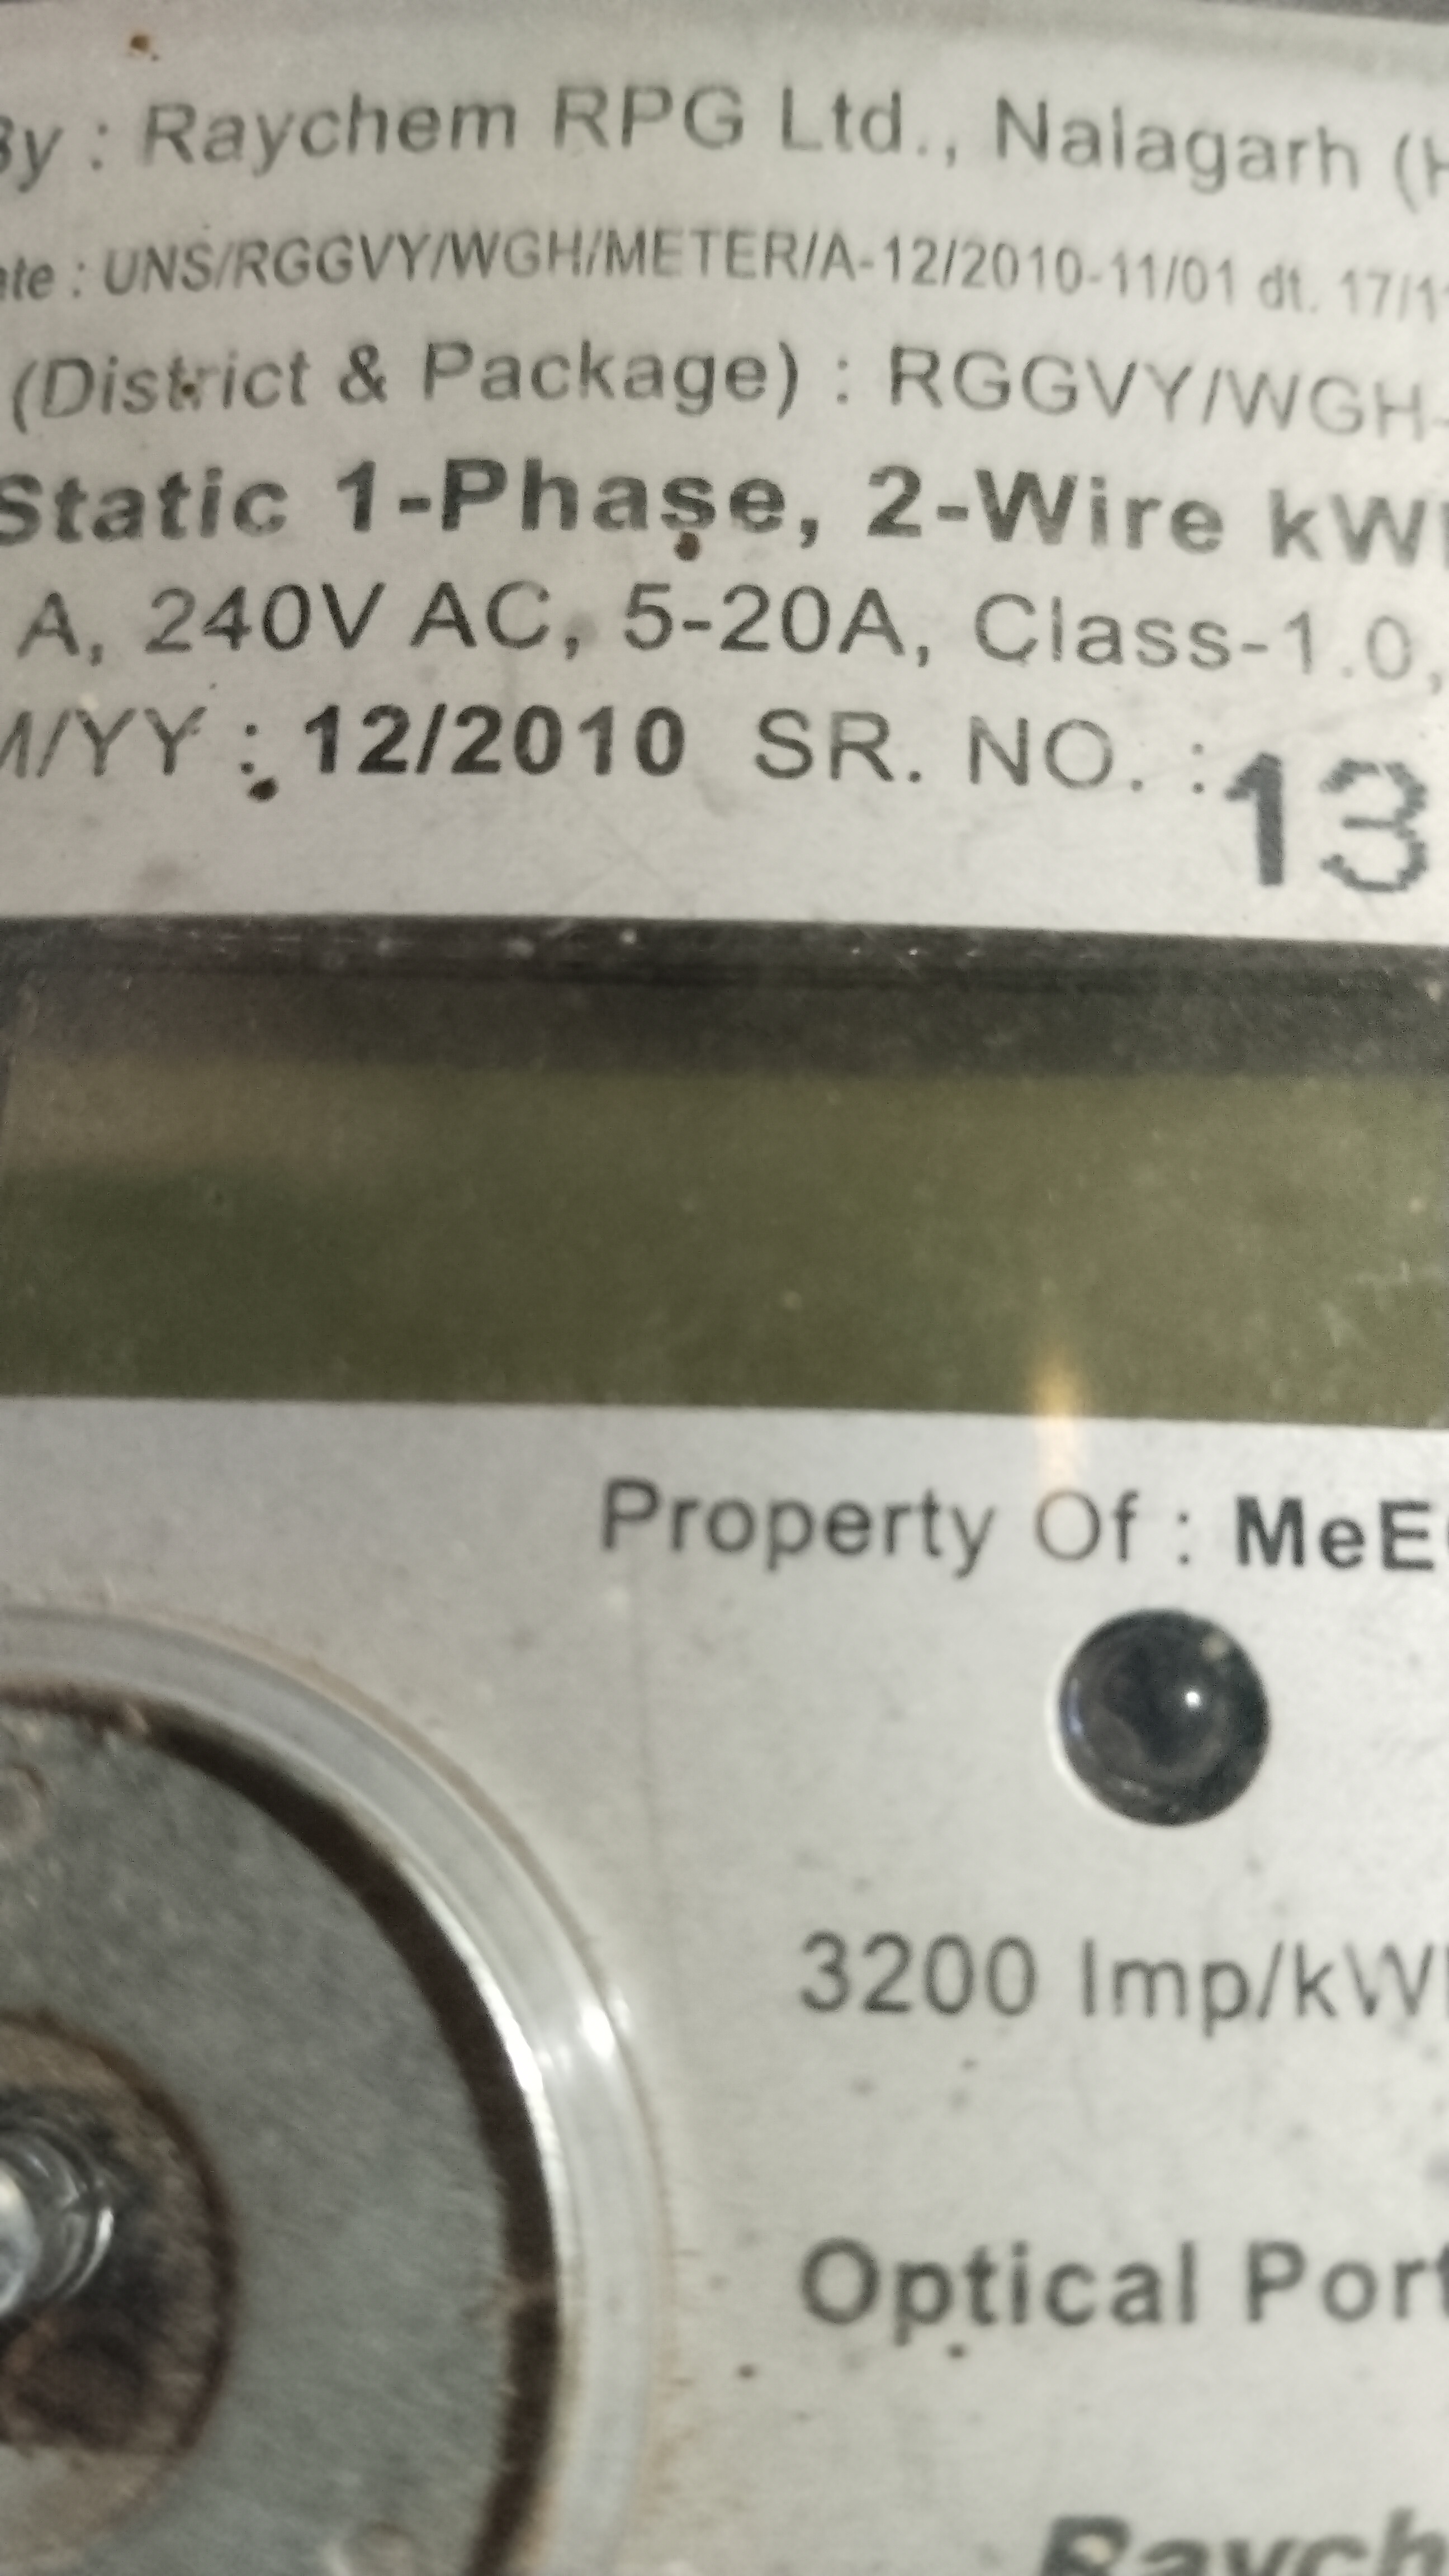 By : Raychem RPG Ltd., Nalagarh (H
ate : UNS/RGGVY/WGH/METER/A-12/2010-11/01 dt. 17/1
(District & Package) : RGGVY/WGH-
Static 1-Phase, 2-Wire kW
A, 240V AC, 5-20A, Class-1.0,
M/YY : 12/2010 SR. NO. : 13
Property Of : MeE
3200 Imp/kW
Optical Port
Raych